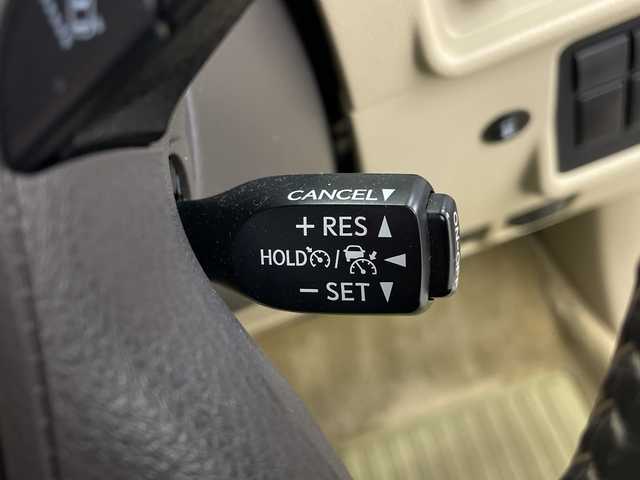 CANCEL▼
+ RES ▲
HOLD / ◄
− SET ▼